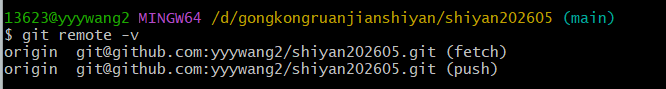 13623@yyywang2 MINGW64 /d/gongkongruanjianshiyan/shiyan202605 (main)
$ git remote -v
origin  git@github.com:yyywang2/shiyan202605.git (fetch)
origin  git@github.com:yyywang2/shiyan202605.git (push)